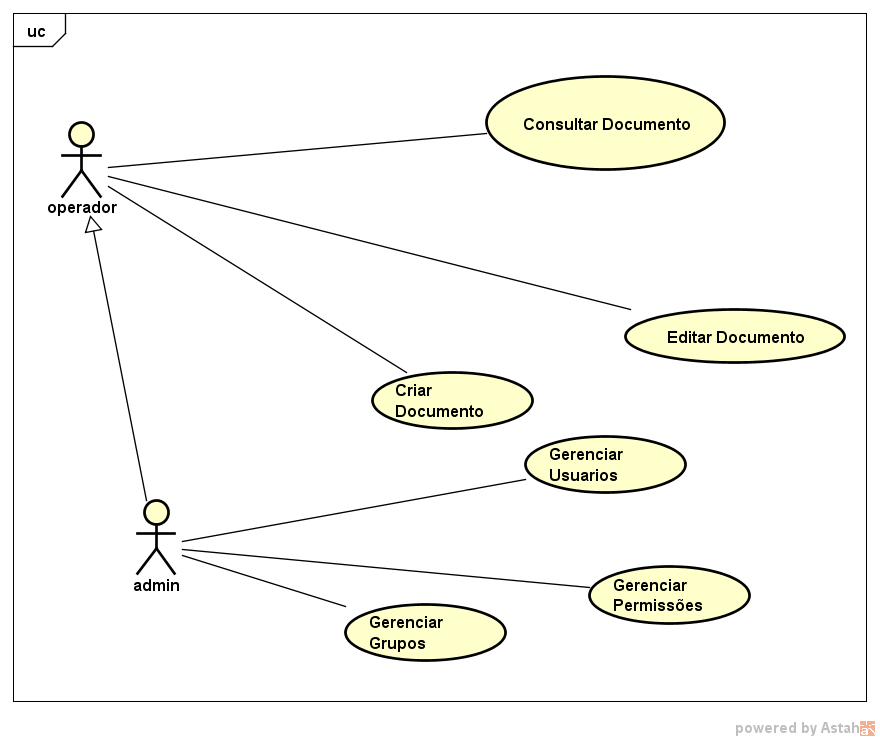 uc
Consultar Documento
operador
Editar Documento
Criar
Documento
Gerenciar
Usuarios
admin
Gerenciar
Permissões
Gerenciar
Grupos
powered by Astah